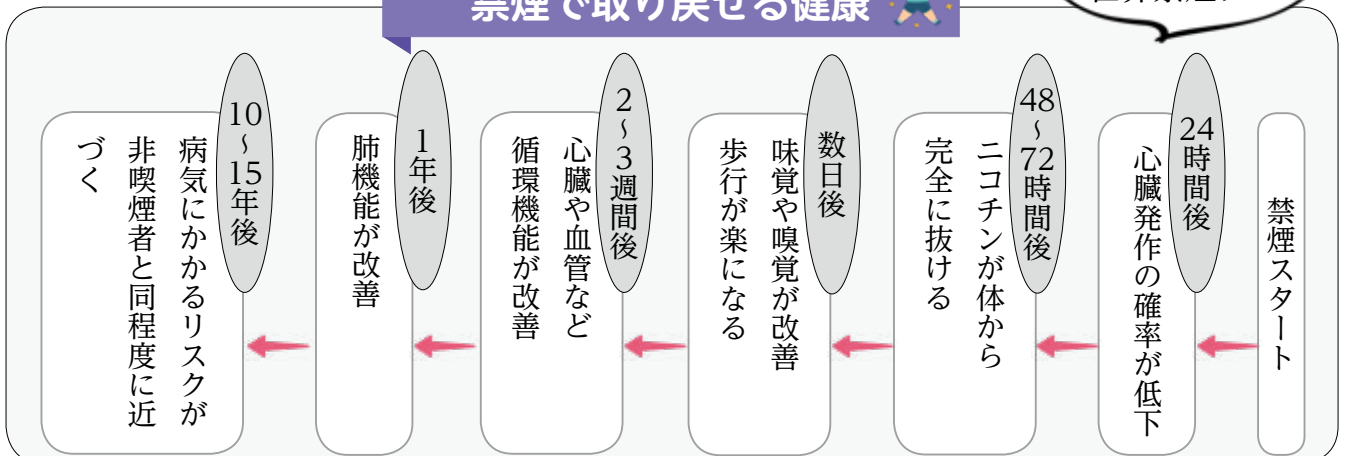 禁煙で取り戻せる健康
禁煙スタート
24時間後
心臓発作の確率が低下
48~72時間後
ニコチンが体から
完全に抜ける
数日後
味覚や嗅覚が改善
歩行が楽になる
2~3週間後
心臓や血管など
循環機能が改善
1年後
肺機能が改善
10~15年後
病気にかかるリスクが
非喫煙者と同程度に近
づく